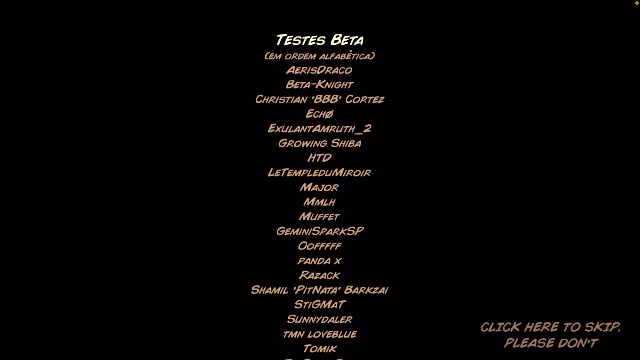 Testes Beta
(em ordem alfabética)
AerisDraco
Beta-Knight
Christian "BBB" Cortez
Echø
ExulantAmruth_2
Growing Shiba
HTD
LeTempleduMiroir
Major
Mmlh
Muffet
GeminiSparkSP
Oofffff
panda x
Razack
Shamil "PitNata" Barkzai
StiGMaT
Sunnydaler
tmn loveblue
Tomik
CLICK HERE TO SKIP.
PLEASE DON'T